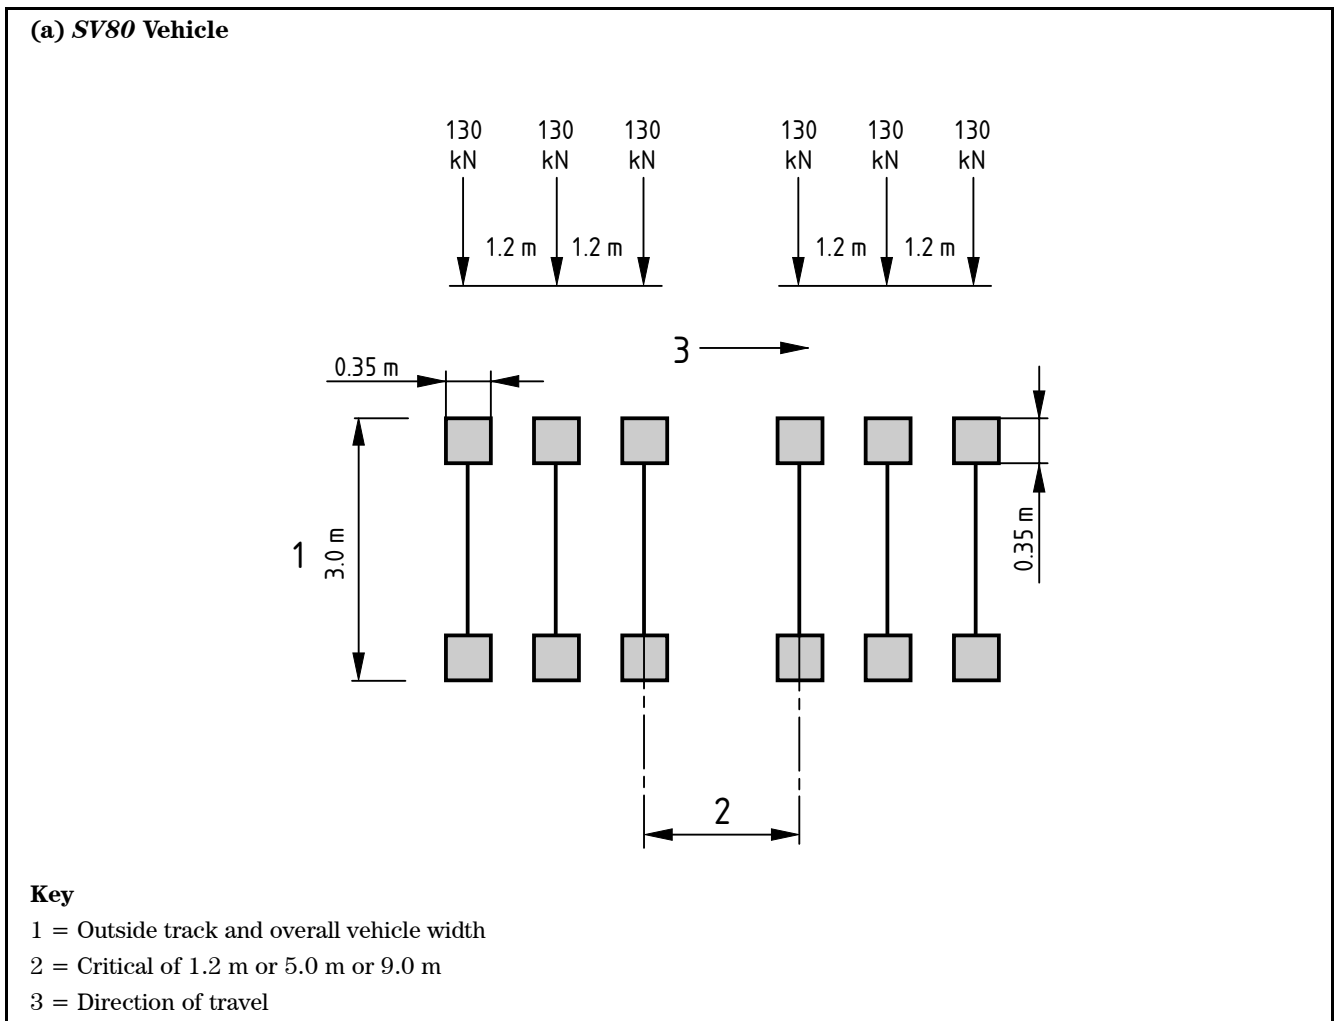 (a) SV80 Vehicle
130 130 130 130 130 130
kN kN kN kN kN kN
1.2 m 1.2 m 1.2 m 1.2 m
3
0.35 m
1
3.0 m
0.35 m
2
Key
1 = Outside track and overall vehicle width
2 = Critical of 1.2 m or 5.0 m or 9.0 m
3 = Direction of travel